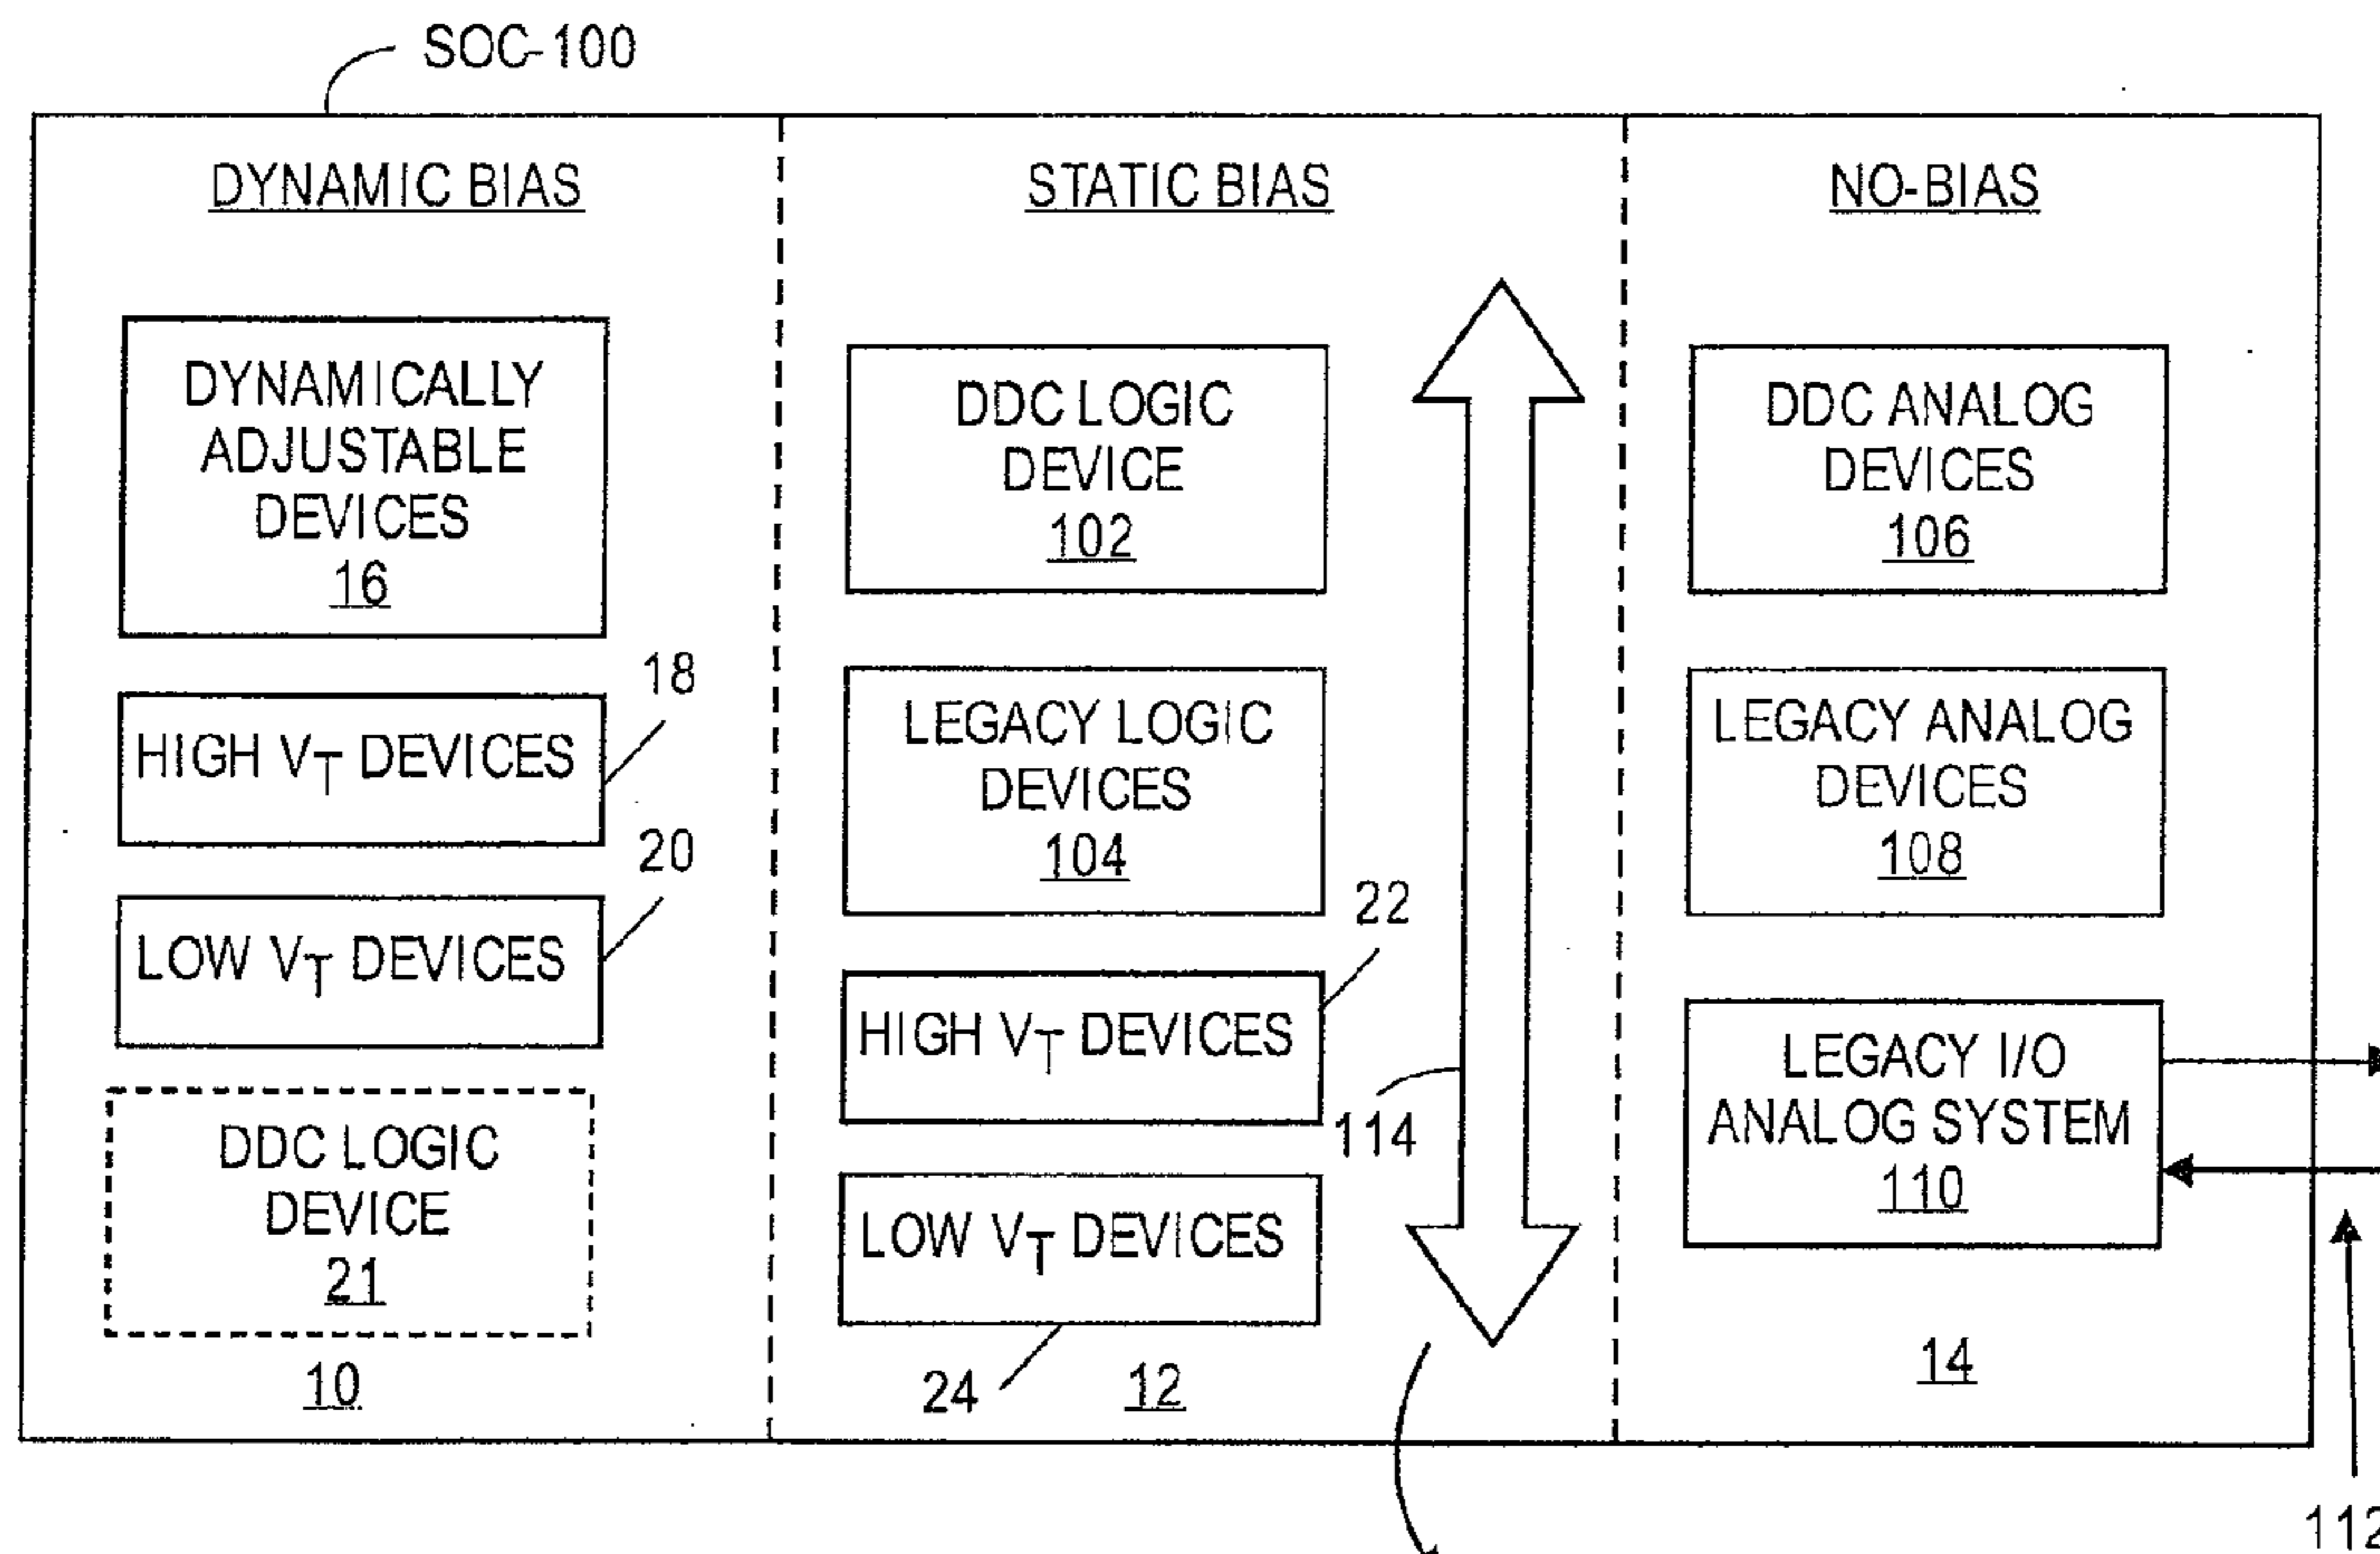 SOC-100
DYNAMIC BIAS
DYNAMICALLY
ADJUSTABLE
DEVICES
16
18
HIGH VT DEVICES
20
LOW VT DEVICES
DDC LOGIC
DEVICE
21
10
STATIC BIAS
DDC LOGIC
DEVICE
102
LEGACY LOGIC
DEVICES
104
22
HIGH VT DEVICES
114
LOW VT DEVICES
24
12
NO-BIAS
DDC ANALOG
DEVICES
106
LEGACY ANALOG
DEVICES
108
LEGACY I/O
ANALOG SYSTEM
110
14
112